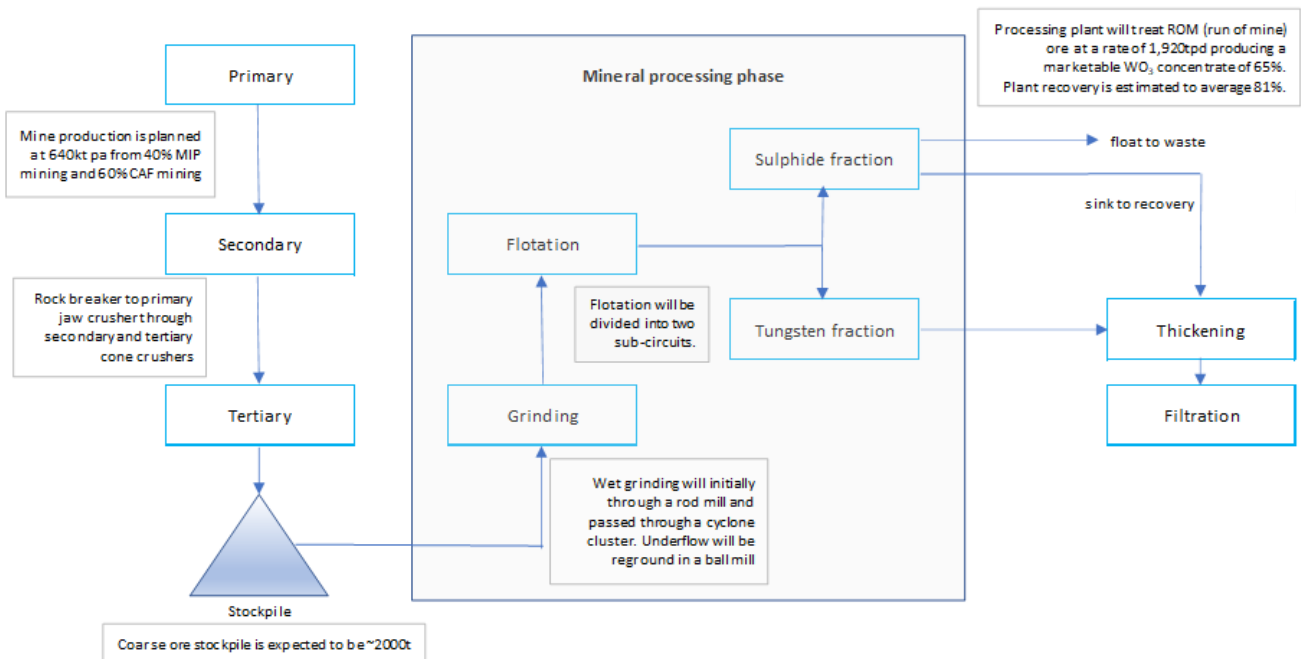 Primary
Mine production is planned
at 640kt pa from 40% MIP
mining and 60% CAF mining
Secondary
Rock breaker to primary
jaw crusher through
secondary and tertiary
cone crushers
Tertiary
Stockpile
Coarse ore stockpile is expected to be ~2000t
Mineral processing phase
Sulphide fraction
Flotation
Flotation will be
divided into two
sub-circuits.
Tungsten fraction
Grinding
Wet grinding will initially
through a rod mill and
passed through a cyclone
cluster. Underflow will be
reground in a ball mill
Processing plant will treat ROM (run of mine)
ore at a rate of 1,920tpd producing a
marketable WO₃ concentrate of 65%.
Plant recovery is estimated to average 81%.
float to waste
sink to recovery
Thickening
Filtration